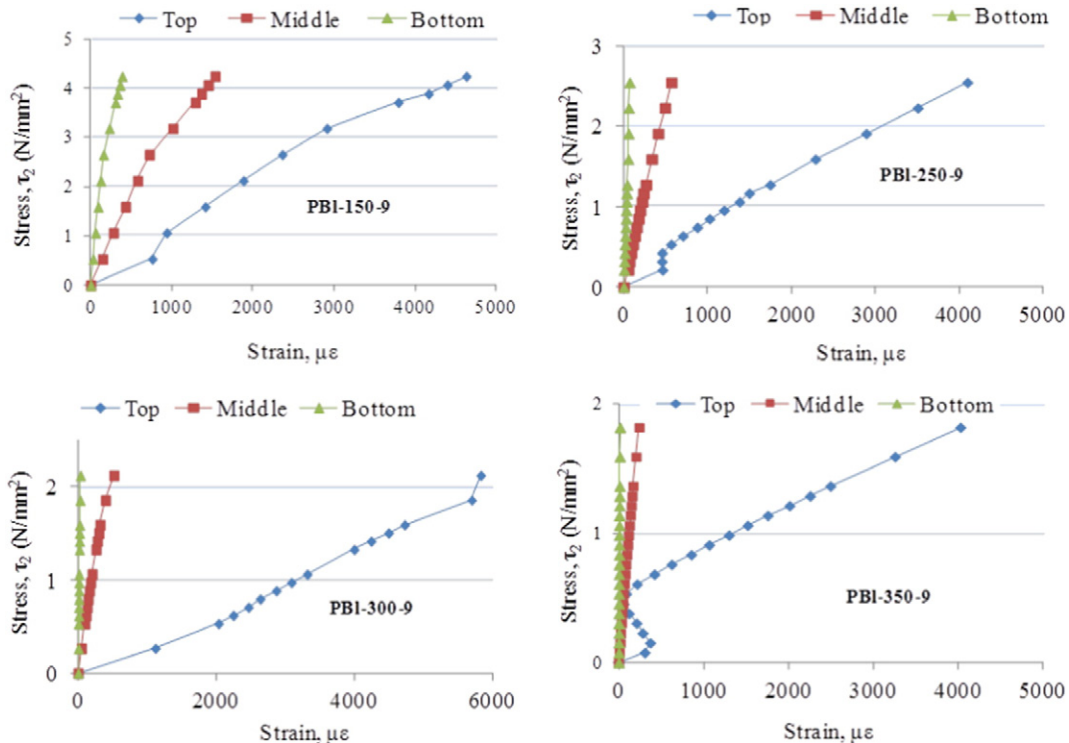 Top Middle Bottom
5
4
3
2
1
0
0 1000 2000 3000 4000 5000
Stress, τ2 (N/mm²)
Strain, με
PBl-150-9
Top Middle Bottom
3
2
1
0
0 1000 2000 3000 4000 5000
Stress, τ2 (N/mm²)
Strain, με
PBl-250-9
Top Middle Bottom
2
1
0
0 2000 4000 6000
Stress, τ2 (N/mm²)
Strain, με
PBl-300-9
Top Middle Bottom
2
1
0
0 1000 2000 3000 4000 5000
Stress, τ2 (N/mm²)
Strain, με
PBl-350-9